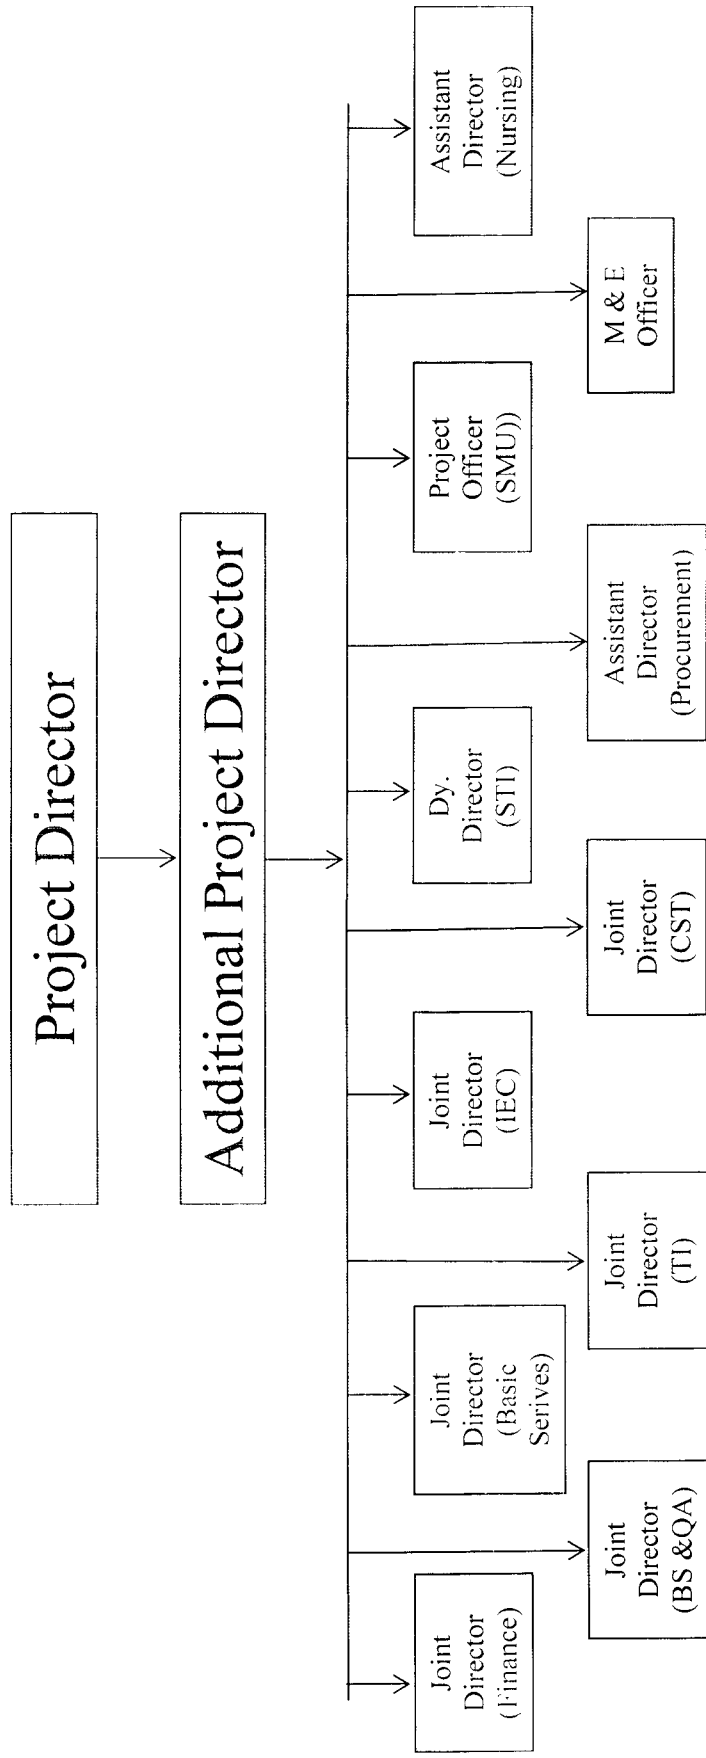 Project Director
Additional Project Director
Joint
Director
(Finance)
Joint
Director
(Basic
Serives)
Joint
Director
(IEC)
Dy.
Director
(STI)
Project
Officer
(SMU))
Assistant
Director
(Nursing)
Joint
Director
(BS &QA)
Joint
Director
(TI)
Joint
Director
(CST)
Assistant
Director
(Procurement)
M & E
Officer